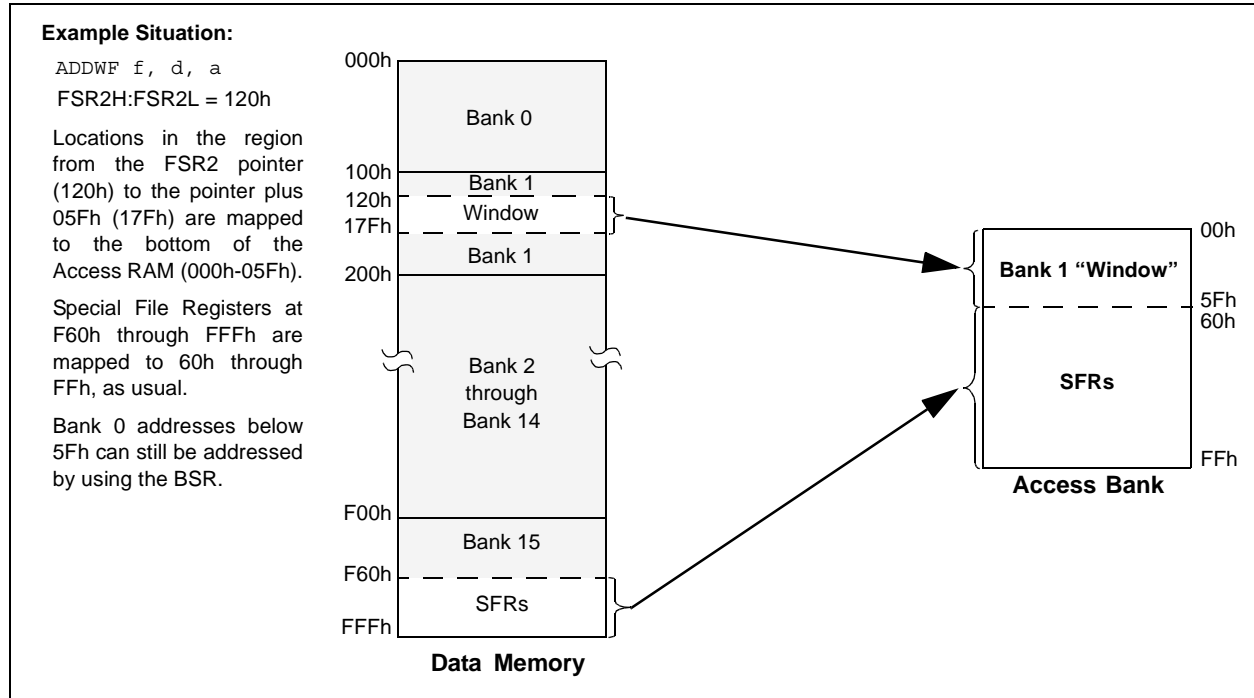 Example Situation:
ADDWF f, d, a
FSR2H:FSR2L = 120h
Locations in the region
from the FSR2 pointer
(120h) to the pointer plus
05Fh (17Fh) are mapped
to the bottom of the
Access RAM (000h-05Fh).
Special File Registers at
F60h through FFFh are
mapped to 60h through
FFh, as usual.
Bank 0 addresses below
5Fh can still be addressed
by using the BSR.
000h
Bank 0
100h
Bank 1
120h
Window
17Fh
Bank 1
200h
Bank 2
through
Bank 14
F00h
Bank 15
F60h
SFRs
FFFh
Data Memory
00h
Bank 1 “Window”
5Fh
60h
SFRs
FFh
Access Bank